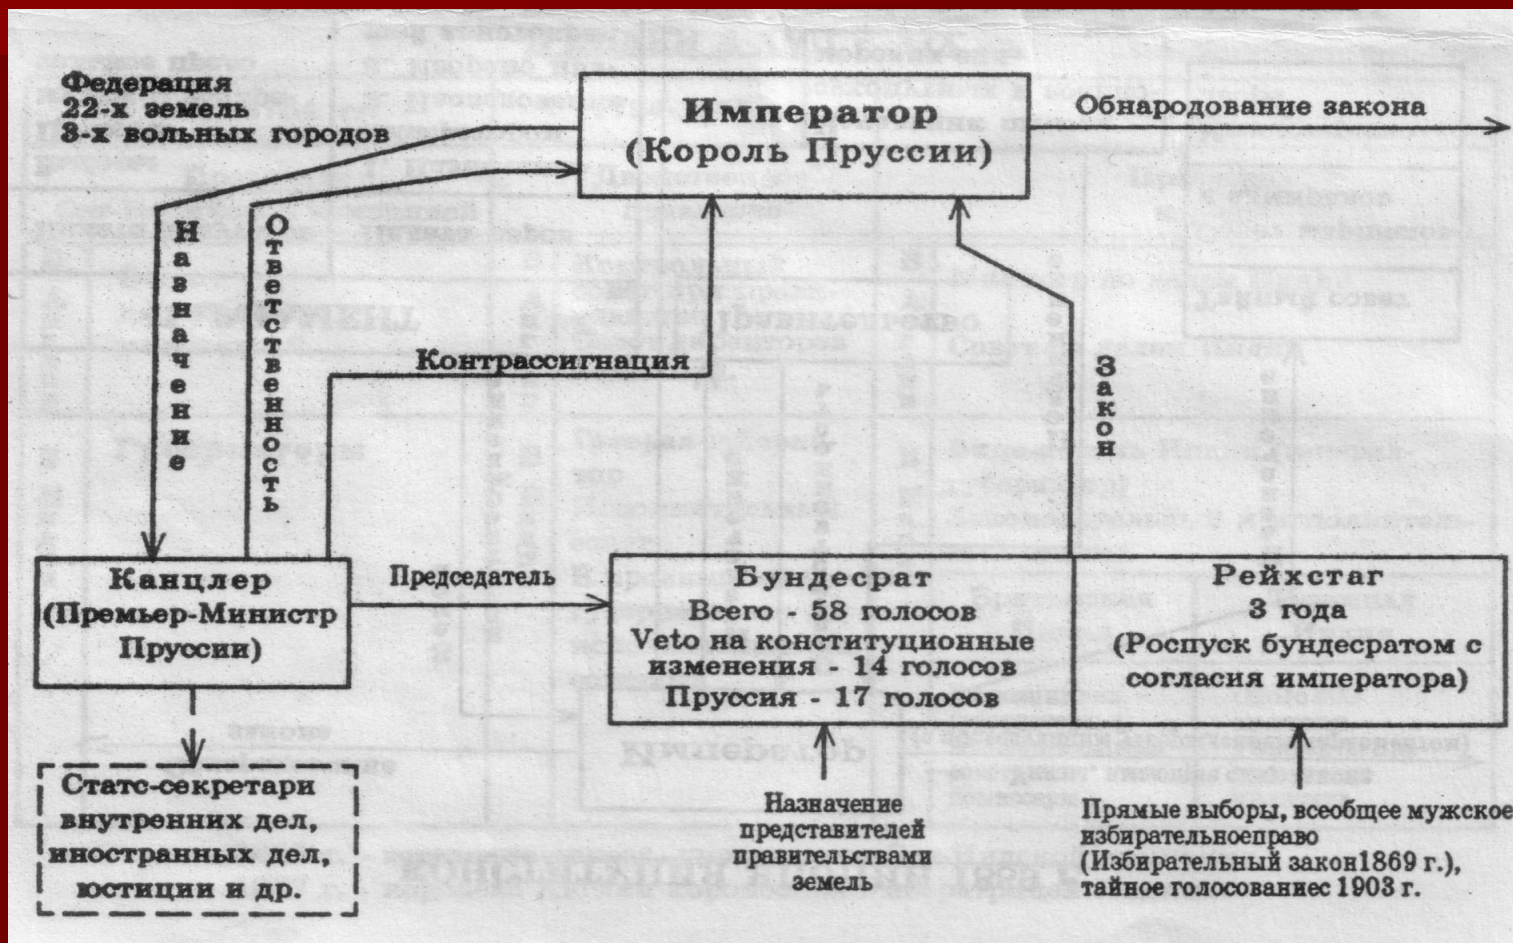 Федерация
22-х земель
3-х вольных городов
Император
(Король Пруссии)
Обнародование закона
Назначение
Ответственность
Контрассигнация
Закон
Канцлер
(Премьер-Министр
Пруссии)
Председатель
Бундесрат
Всего - 58 голосов
Veto на конституционные
изменения - 14 голосов
Пруссия - 17 голосов
Рейхстаг
3 года
(Роспуск бундесратом с
согласия императора)
Статс-секретари
внутренних дел,
иностранных дел,
юстиции и др.
Назначение
представителей
правительствами
земель
Прямые выборы, всеобщее мужское
избирательноеправо
(Избирательный закон1869 г.),
тайное голосованиес 1903 г.